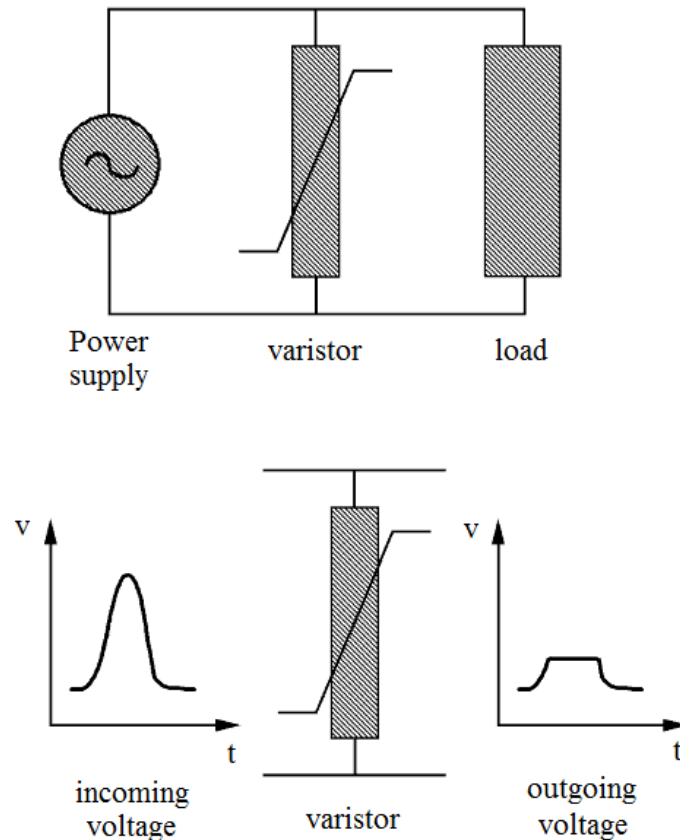 Power
supply
varistor
load
v
t
incoming
voltage
varistor
v
t
outgoing
voltage